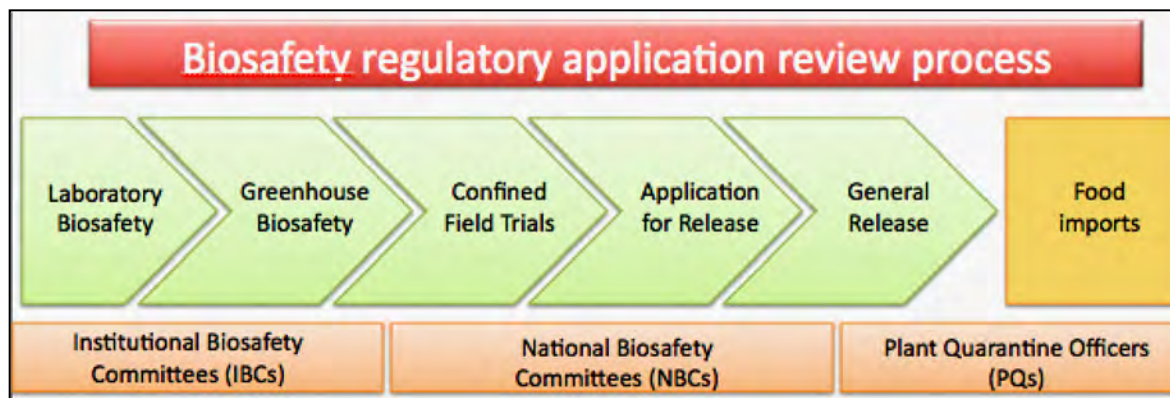 Biosafety regulatory application review process
Laboratory
Biosafety
Greenhouse
Biosafety
Confined
Field Trials
Application
for Release
General
Release
Food
imports
Institutional Biosafety
Committees (IBCs)
National Biosafety
Committees (NBCs)
Plant Quarantine Officers
(PQs)